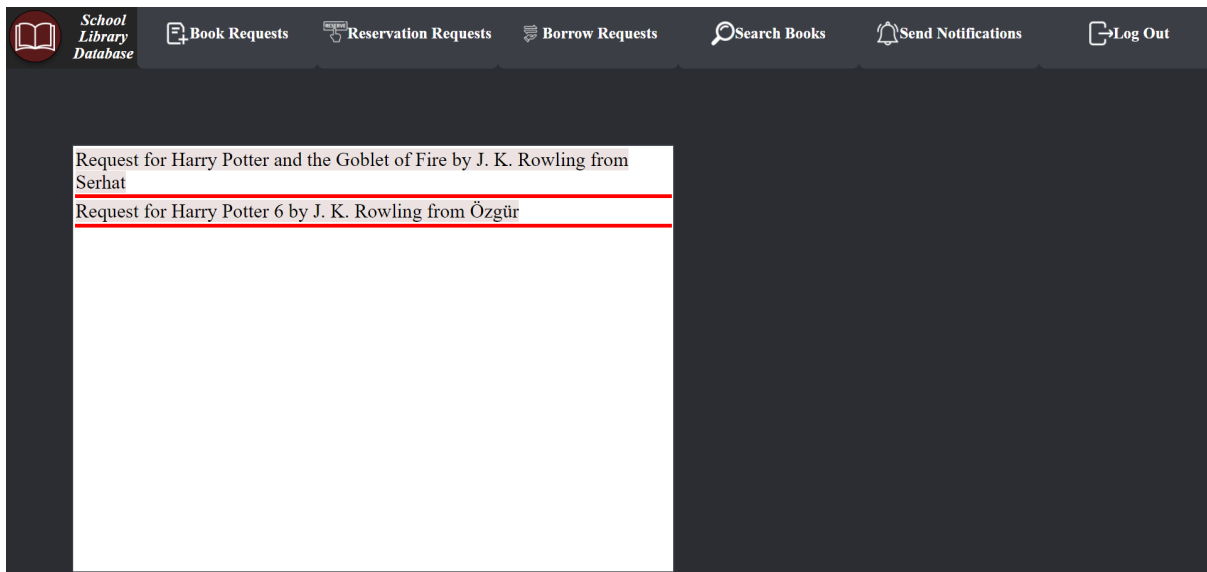 School
Library
Database
Book Requests
RESERVE
Reservation Requests
Borrow Requests
Search Books
Send Notifications
Log Out
Request for Harry Potter and the Goblet of Fire by J. K. Rowling from
Serhat
Request for Harry Potter 6 by J. K. Rowling from Özgür